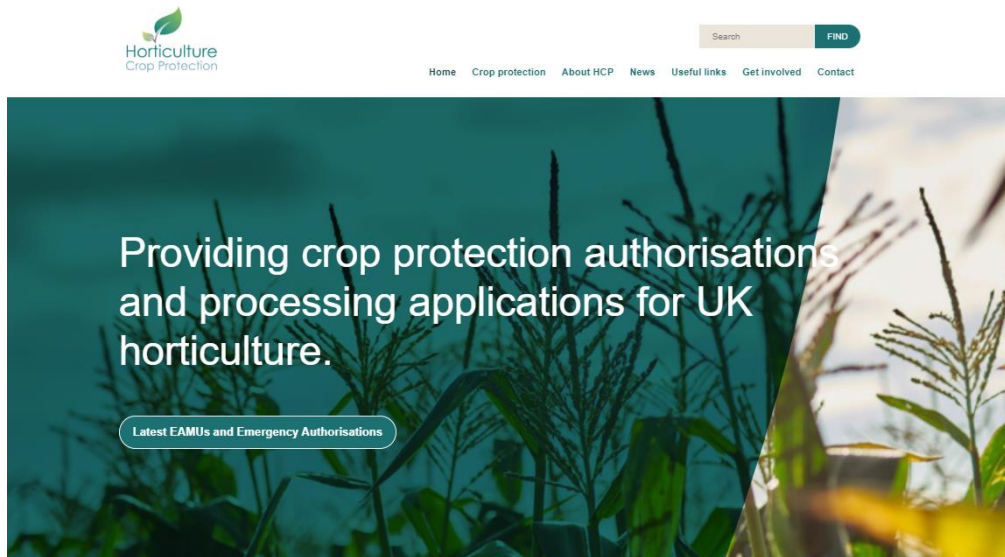 Horticulture
Crop Protection
Search FIND
Home Crop protection About HCP News Useful links Get involved Contact
Providing crop protection authorisations
and processing applications for UK
horticulture.
Latest EAMUs and Emergency Authorisations